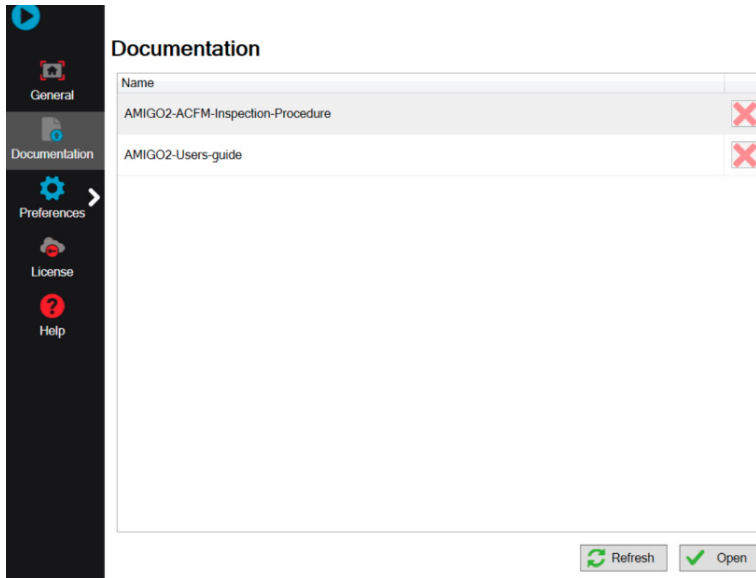 Documentation
Name
General
AMIGO2-ACFM-Inspection-Procedure
Documentation
AMIGO2-Users-guide
Preferences
License
Help
Refresh
Open